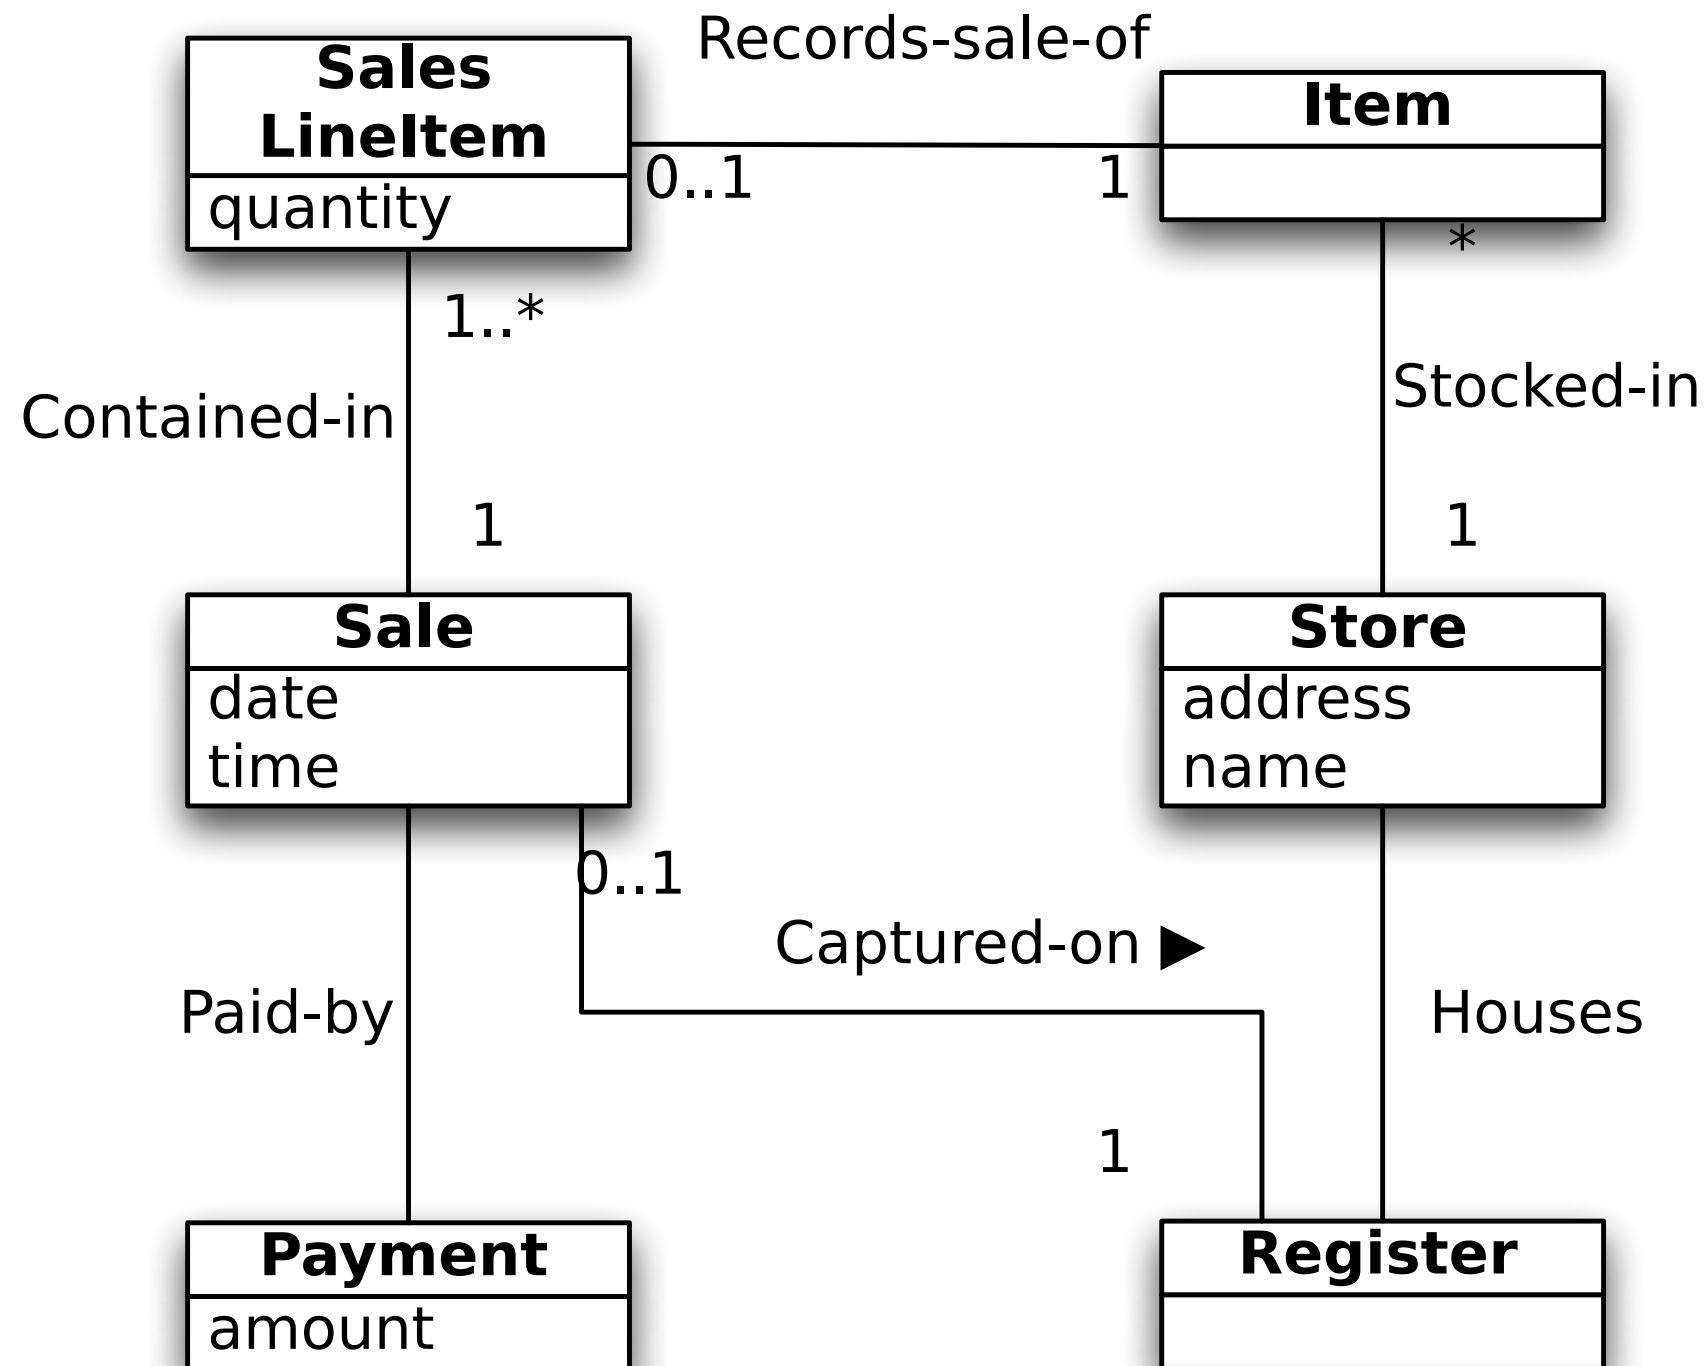 Records-sale-of
Sales
LineItem
quantity
Item
0..1
1
*
1..*
Contained-in
Stocked-in
1
1
Sale
date
time
Store
address
name
0..1
Captured-on ▶
Paid-by
Houses
1
Payment
amount
Register